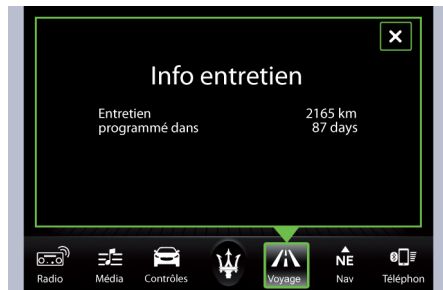 Info entretien
Entretien 2165 km
programmé dans 87 days
Radio Média Contrôles Voyage NE Nav Téléphon